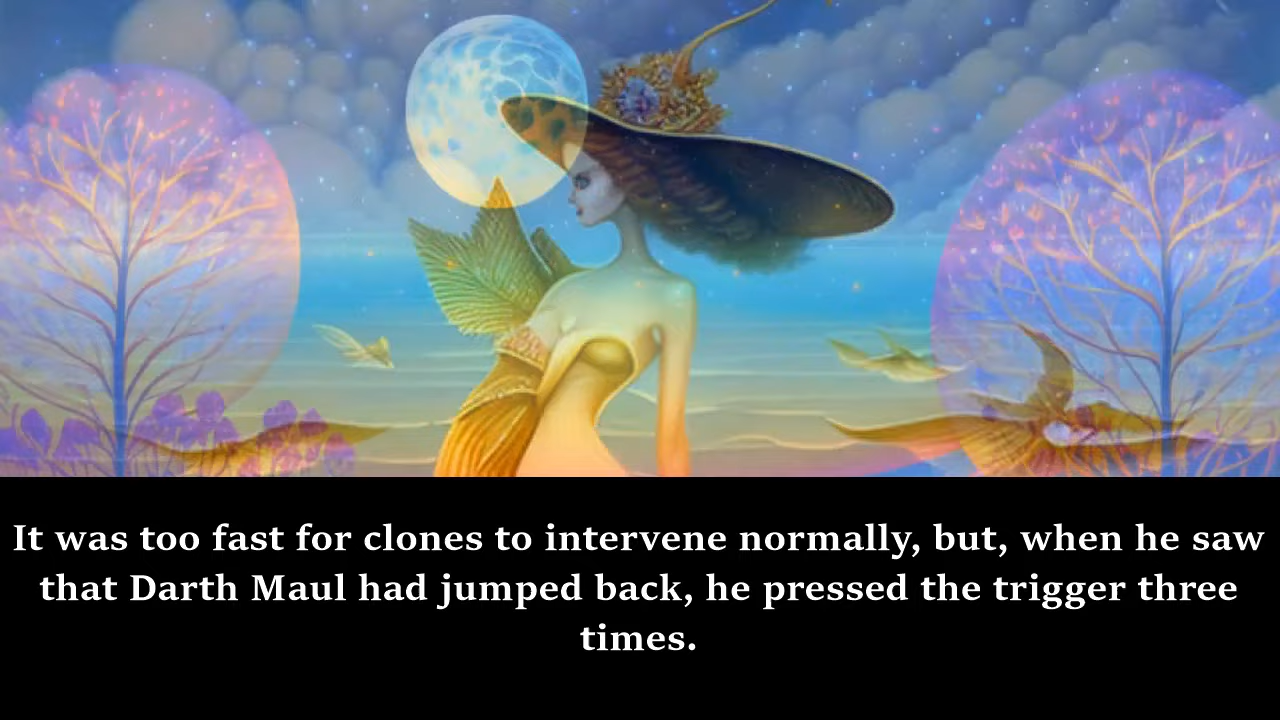 It was too fast for clones to intervene normally, but, when he saw
that Darth Maul had jumped back, he pressed the trigger three
times.